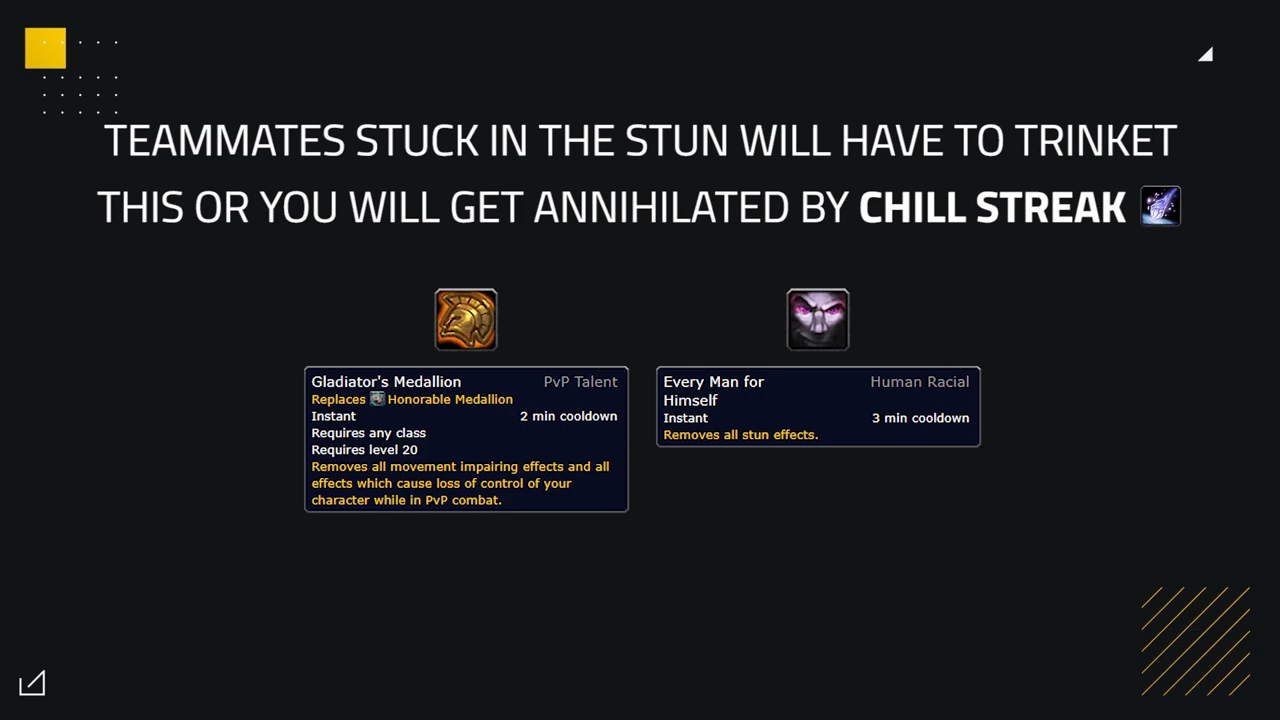 TEAMMATES STUCK IN THE STUN WILL HAVE TO TRINKET
THIS OR YOU WILL GET ANNIHILATED BY CHILL STREAK
Gladiator's Medallion PvP Talent
Replaces Honorable Medallion
Instant 2 min cooldown
Requires any class
Requires level 20
Removes all movement impairing effects and all
effects which cause loss of control of your
character while in PvP combat.
Every Man for Human Racial
Himself
Instant 3 min cooldown
Removes all stun effects.